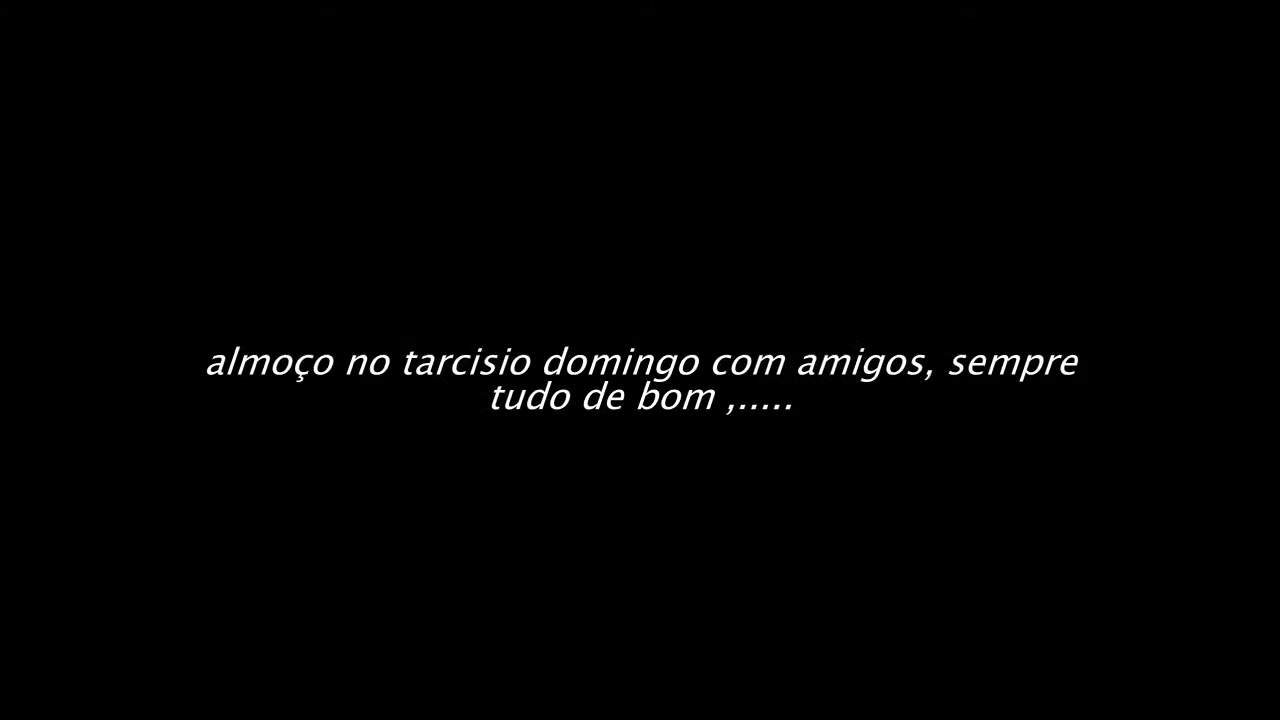 almoço no tarcisio domingo com amigos, sempre
tudo de bom ,.....